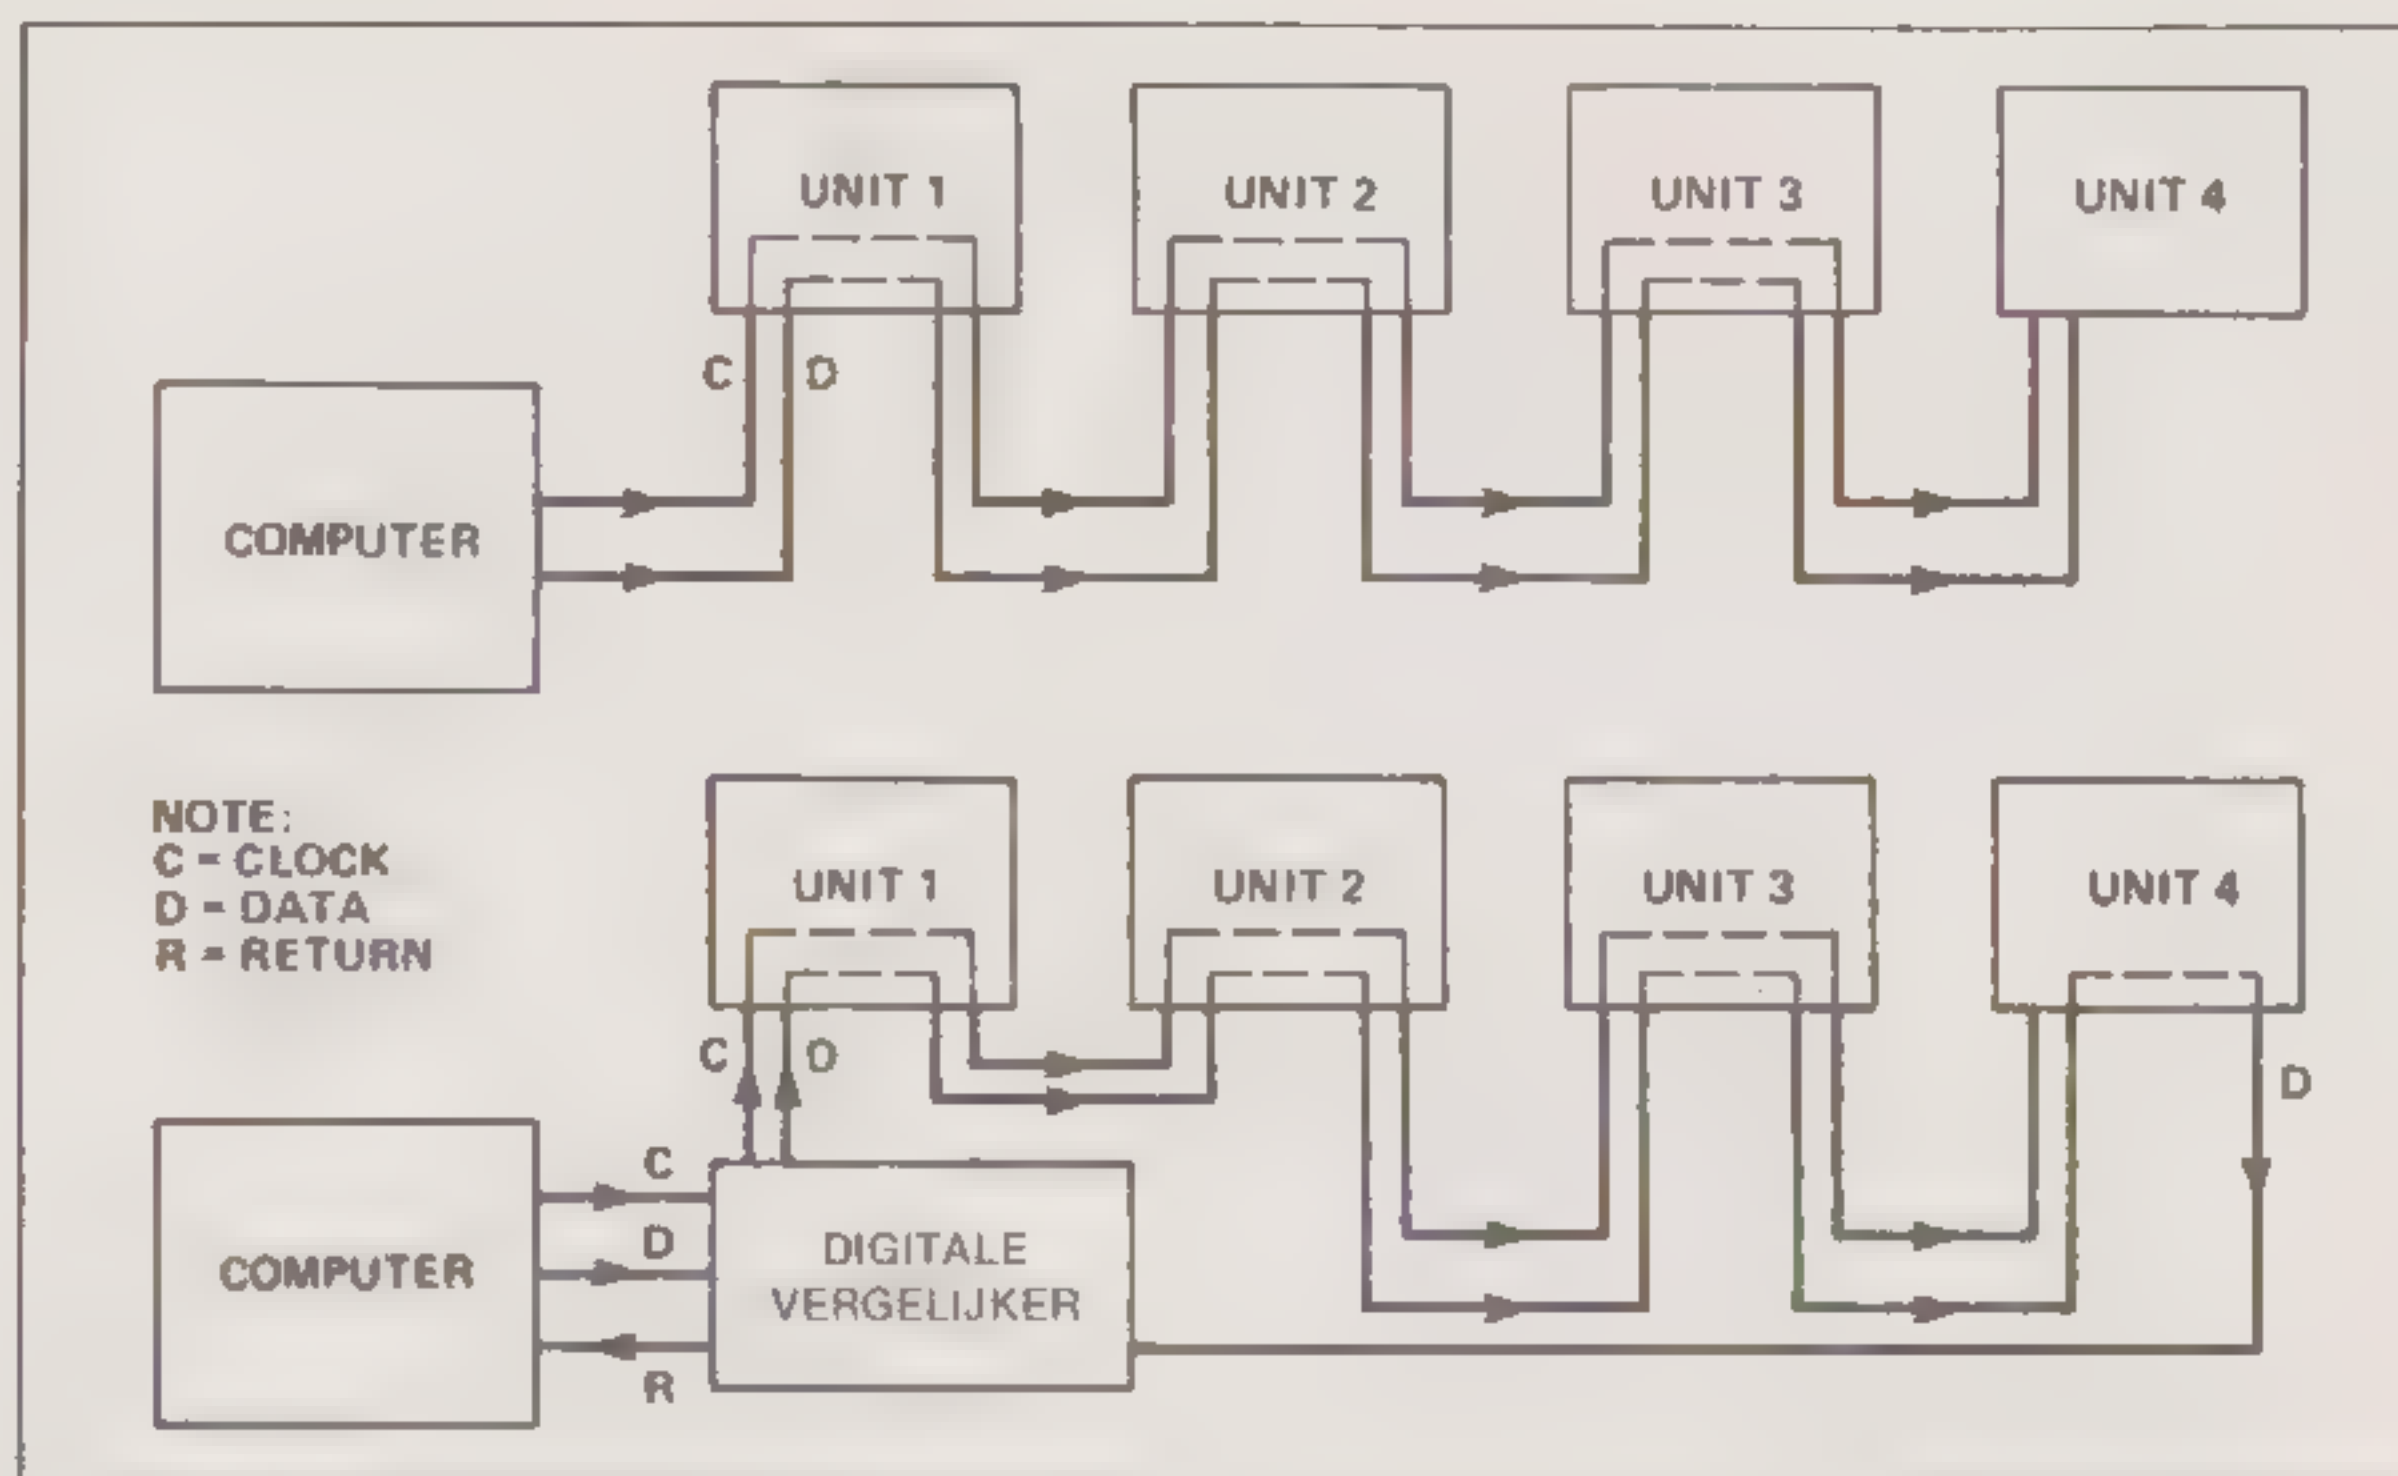 UNIT 1
UNIT 2
UNIT 3
UNIT 4
C
D
COMPUTER
NOTE:
C = CLOCK
D = DATA
R = RETURN
UNIT 1
UNIT 2
UNIT 3
UNIT 4
C
D
D
COMPUTER
C
D
R
DIGITALE
VERGELIJKER